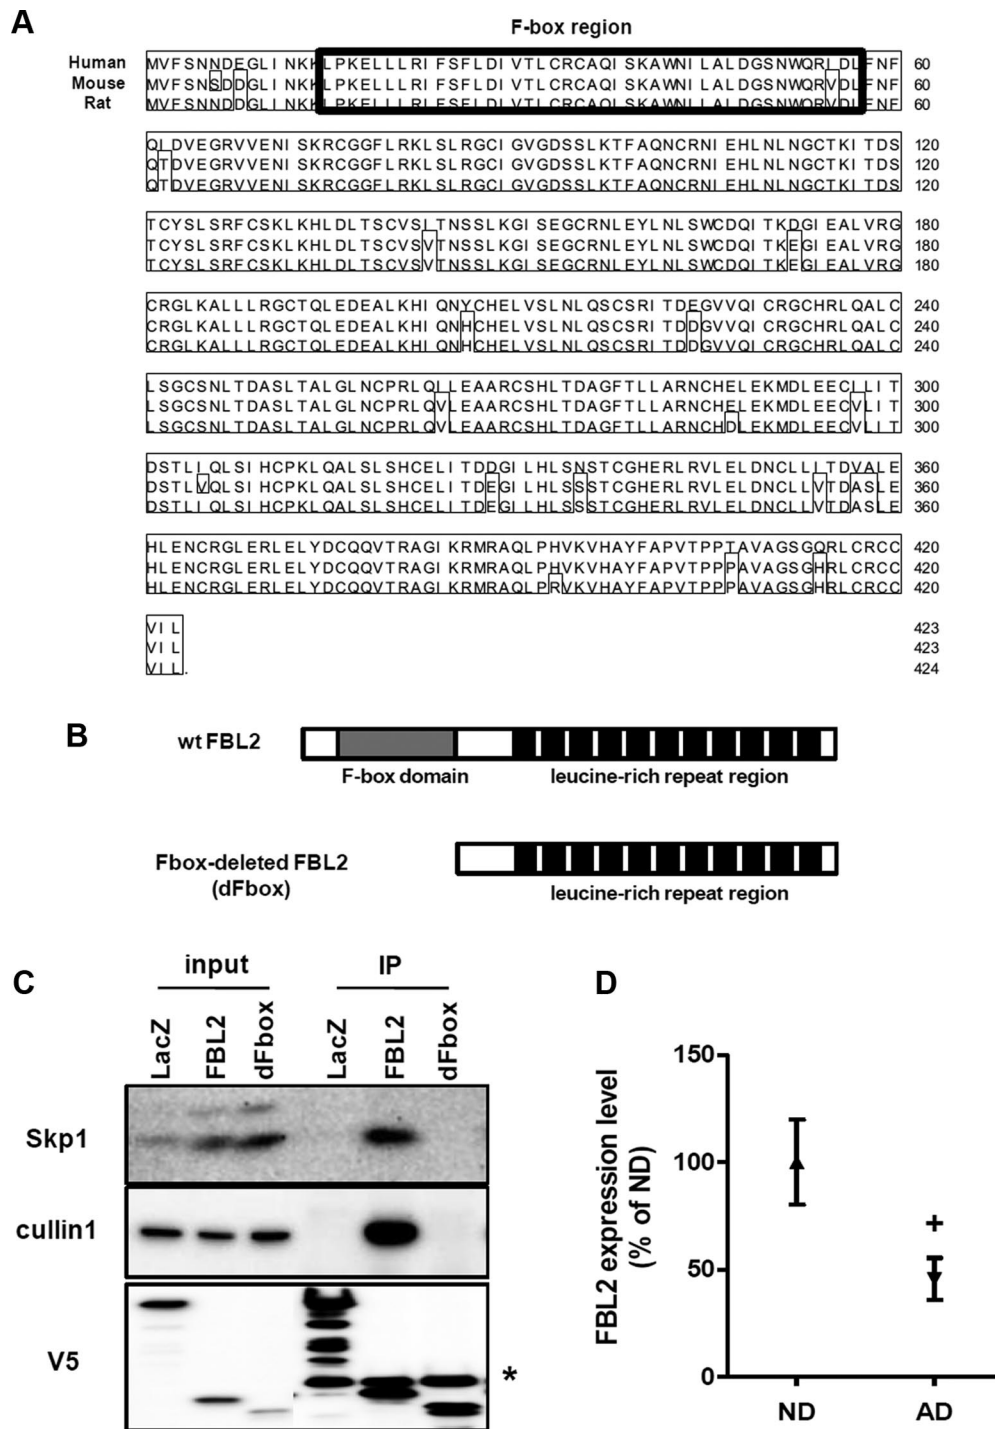 A
F-box region
Human MVFSNNDEGLINKKLPKELLLRIFSFLDIVTLCRCAQISKAWNILALDGSNWQRIDLFNF 60
Mouse MVFSNSDDGLINKKLPKELLLRIFSFLDIVTLCRCAQISKAWNILALDGSNWQRVDLFNF 60
Rat MVFSNNDDGLINKKLPKELLLRIFSFLDIVTLCRCAQISKAWNILALDGSNWQRVDLFNF 60
QIDVEGRVVENISKRCGGFLRKLSLRGCIGVGDSSLKTFAQNCRNIEHLNLNGCTKITDS 120
QTDVEGRVVENISKRCGGFLRKLSLRGCIGVGDSSLKTFAQNCRNIEHLNLNGCTKITDS 120
QTDVEGRVVENISKRCGGFLRKLSLRGCIGVGDSSLKTFAQNCRNIEHLNLNGCTKITDS 120
TCYSLSRFCSKLKHLDLTSCVSITNSSLKGISEGCRNLEYLNLSWCDQITKDGIEALVRG 180
TCYSLSRFCSKLKHLDLTSCVSVTNSSLKGISEGCRNLEYLNLSWCDQITKEGIEALVRG 180
TCYSLSRFCSKLKHLDLTSCVSVTNSSLKGISEGCRNLEYLNLSWCDQITKEGIEALVRG 180
CRGLKALLLRGCTQLEDEALKHIQNYCHELVSLNLQSCSRITDEGVVQICRGCHRLQALC 240
CRGLKALLLRGCTQLEDEALKHIQNHCHELVSLNLQSCSRITDDGVVQICRGCHRLQALC 240
CRGLKALLLRGCTQLEDEALKHIQNHCHELVSLNLQSCSRITDDGVVQICRGCHRLQALC 240
LSGCSNLTDASLTALGLNCPRLQILEAARCSHLTDAGFTLLARNCHELEKMDLEECILIT 300
LSGCSNLTDASLTALGLNCPRLQVLEAARCSHLTDAGFTLLARNCHELEKMDLEECVLIT 300
LSGCSNLTDASLTALGLNCPRLQVLEAARCSHLTDAGFTLLARNCHDLEKMDLEECVLIT 300
DSTLIQLSIHCPKLQALSLSHCELITDDGILHLSNSTCGHERLRVLELDNCLLITDVALE 360
DSTLVQLSIHCPKLQALSLSHCELITDEGILHLSSSTCGHERLRVLELDNCLLVTDASLE 360
DSTLIQLSIHCPKLQALSLSHCELITDEGILHLSSSTCGHERLRVLELDNCLLVTDASLE 360
HLENCRGLERLELYDCQQVTRAGIKRMRAQLPHVKVHAYFAPVTPPTAVAGSGQRLCRCC 420
HLENCRGLERLELYDCQQVTRAGIKRMRAQLPHVKVHAYFAPVTPPPAVAGSGHRLCRCC 420
HLENCRGLERLELYDCQQVTRAGIKRMRAQLPRVKVHAYFAPVTPPPAVAGSGHRLCRCC 420
VIL 423
VIL 423
VIL. 424
B
wt FBL2
F-box domain leucine-rich repeat region
Fbox-deleted FBL2
(dFbox)
leucine-rich repeat region
C
input IP
LacZ FBL2 dFbox LacZ FBL2 dFbox
Skp1
cullin1
V5
*
D
FBL2 expression level
(% of ND)
150
100
50
0
+
ND AD